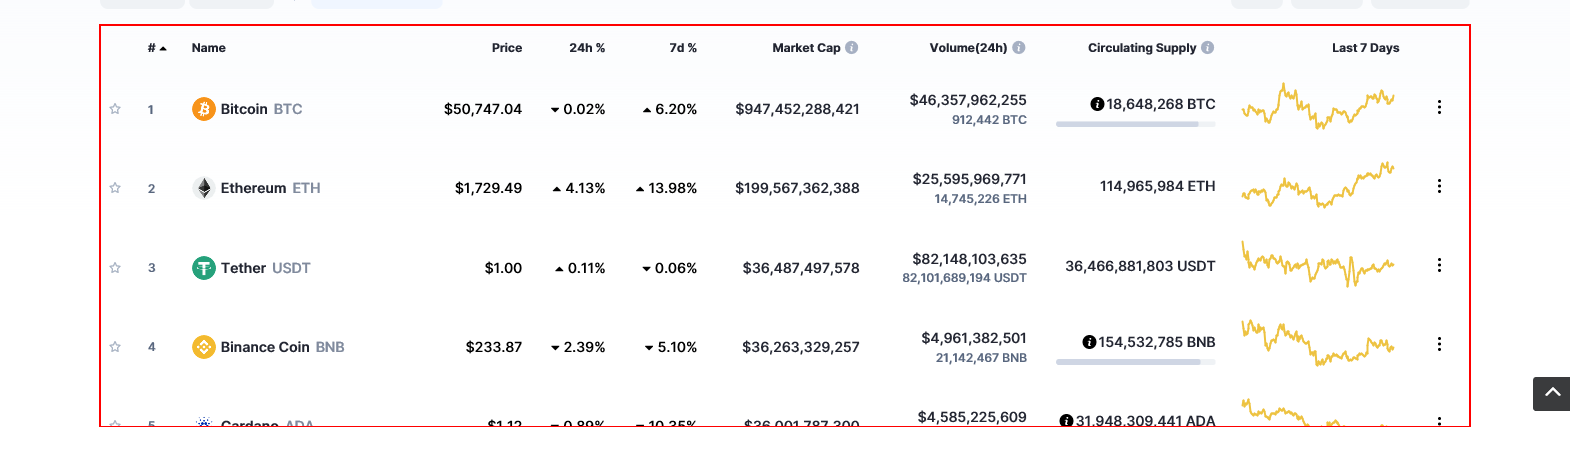 # Name Price 24h % 7d % Market Cap Volume(24h) Circulating Supply Last 7 Days
1 Bitcoin BTC $50,747.04 0.02% 6.20% $947,452,288,421 $46,357,962,255 18,648,268 BTC
912,442 BTC
2 Ethereum ETH $1,729.49 4.13% 13.98% $199,567,362,388 $25,595,969,771 114,965,984 ETH
14,745,226 ETH
3 Tether USDT $1.00 0.11% 0.06% $36,487,497,578 $82,148,103,635 36,466,881,803 USDT
82,101,689,194 USDT
4 Binance Coin BNB $233.87 2.39% 5.10% $36,263,329,257 $4,961,382,501 154,532,785 BNB
21,142,467 BNB
5 Cardano ADA $1.12 0.89% 10.35% $36,001,787,300 $4,585,225,609 31,948,309,441 ADA